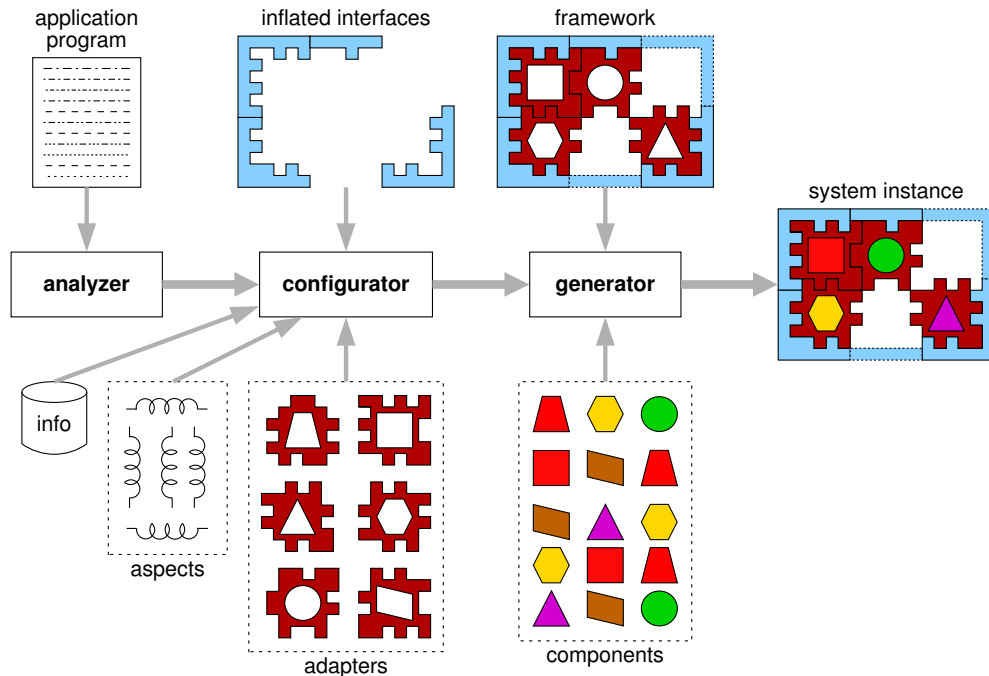 application
program
inflated interfaces
framework
system instance
analyzer
configurator
generator
info
aspects
adapters
components